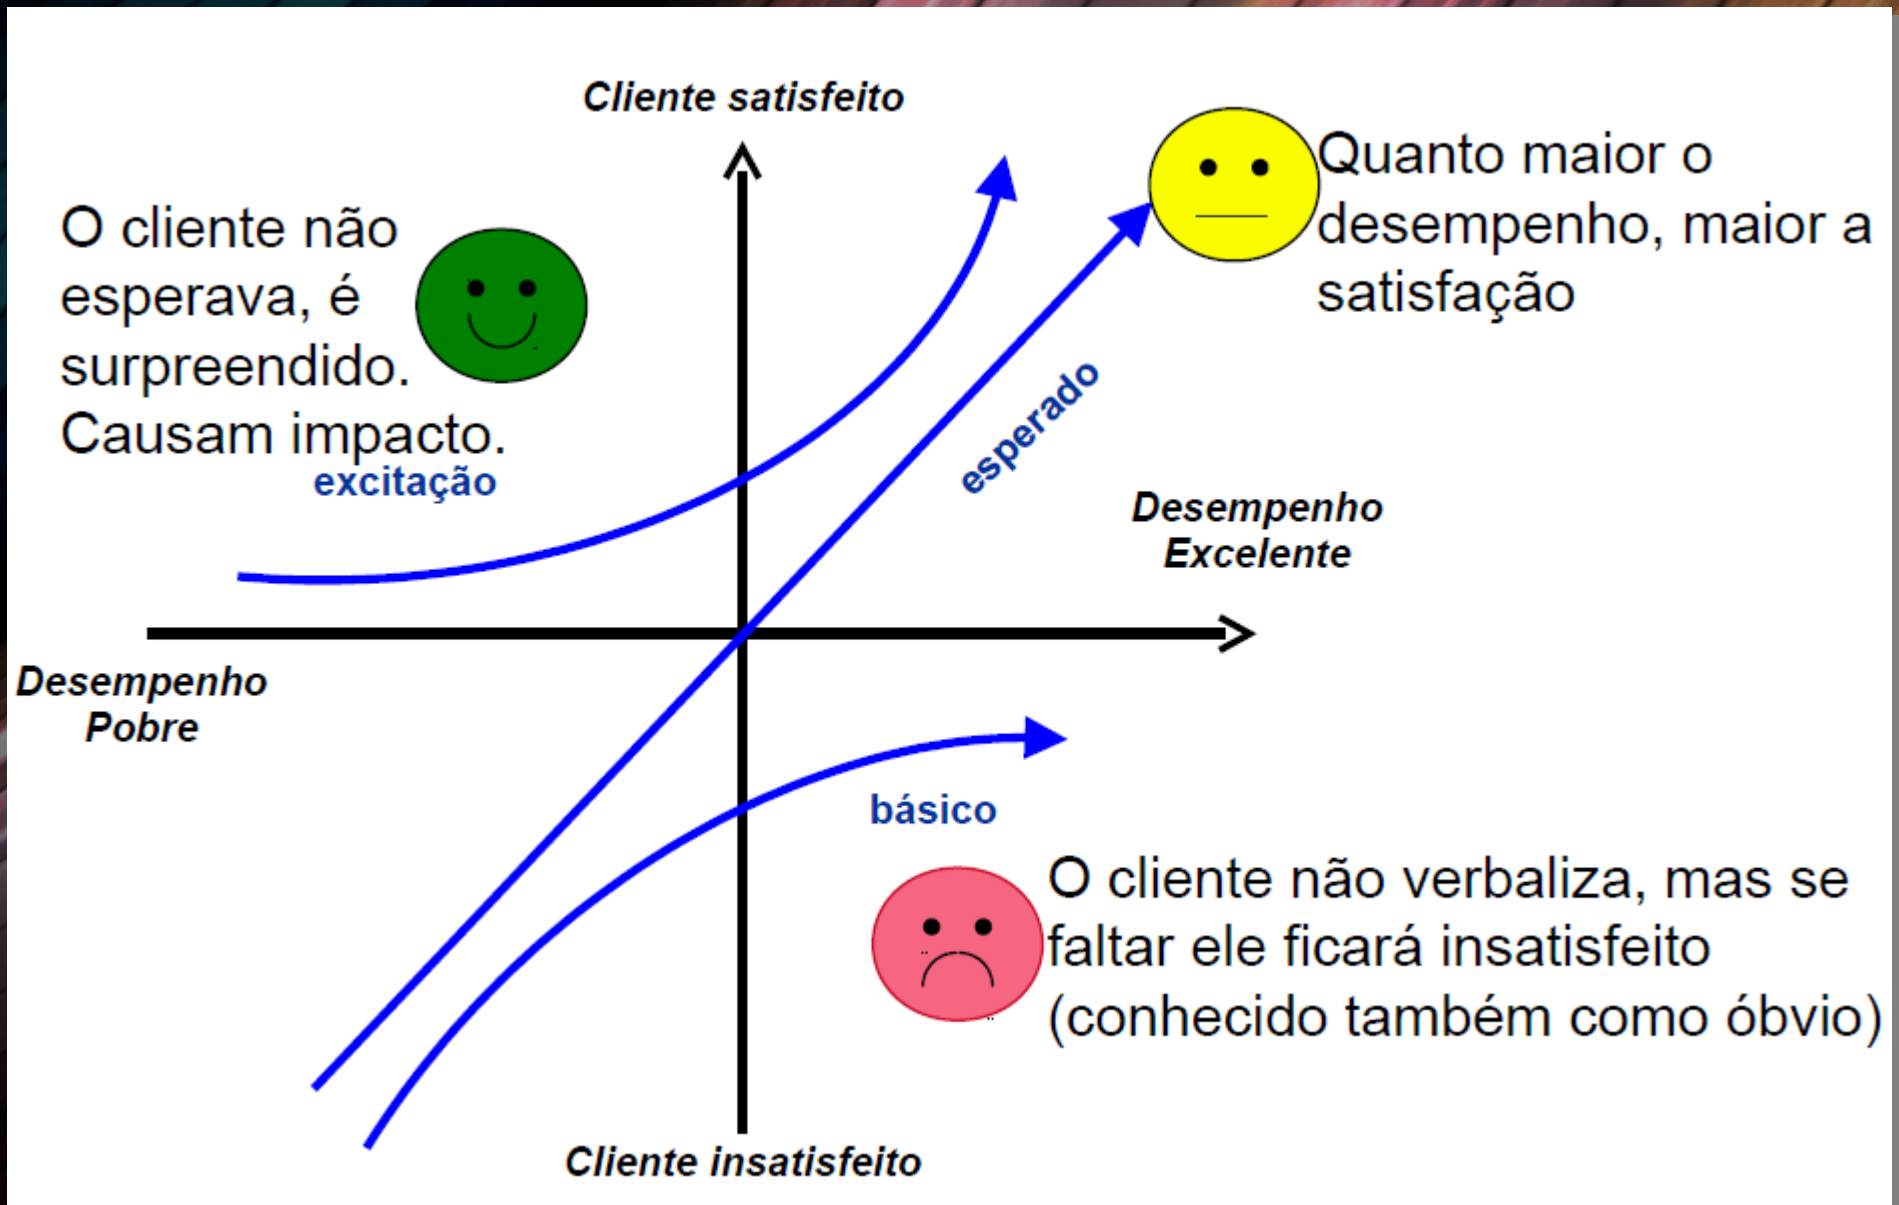 Cliente satisfeito
O cliente não
esperava, é
surpreendido.
Causam impacto.
excitação
Quanto maior o
desempenho, maior a
satisfação
esperado
Desempenho
Excelente
Desempenho
Pobre
básico
O cliente não verbaliza, mas se
faltar ele ficará insatisfeito
(conhecido também como óbvio)
Cliente insatisfeito